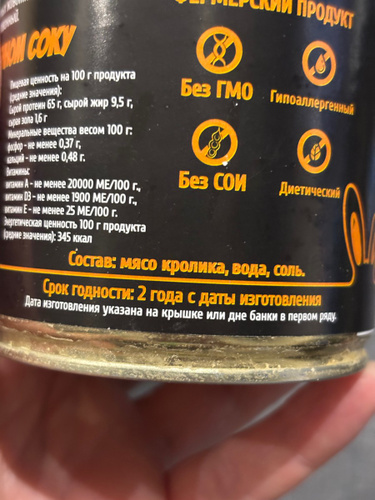 ФЕРМЕРСКИЙ ПРОДУКТ
СОКУ
Пищевая ценность на 100 г продукта
(средние значения):
Сырой протеин 65 г, сырой жир 9,5 г,
сырая зола 1,6 г
Минеральные вещества весом 100 г:
фосфор - не менее 0,37 г,
кальций - не менее 0,48 г.
Витамины:
витамин А - не менее 20000 МЕ/100 г.,
витамин D3 - не менее 1900 МЕ/100 г.,
витамин Е - не менее 25 МЕ/100 г.
Энергетическая ценность 100 г продукта
(средние значения): 345 ккал
Без ГМО
Гипоаллергенный
Без СОИ
Диетический
Состав: мясо кролика, вода, соль.
Срок годности: 2 года с даты изготовления
Дата изготовления указана на крышке или дне банки в первом ряду.